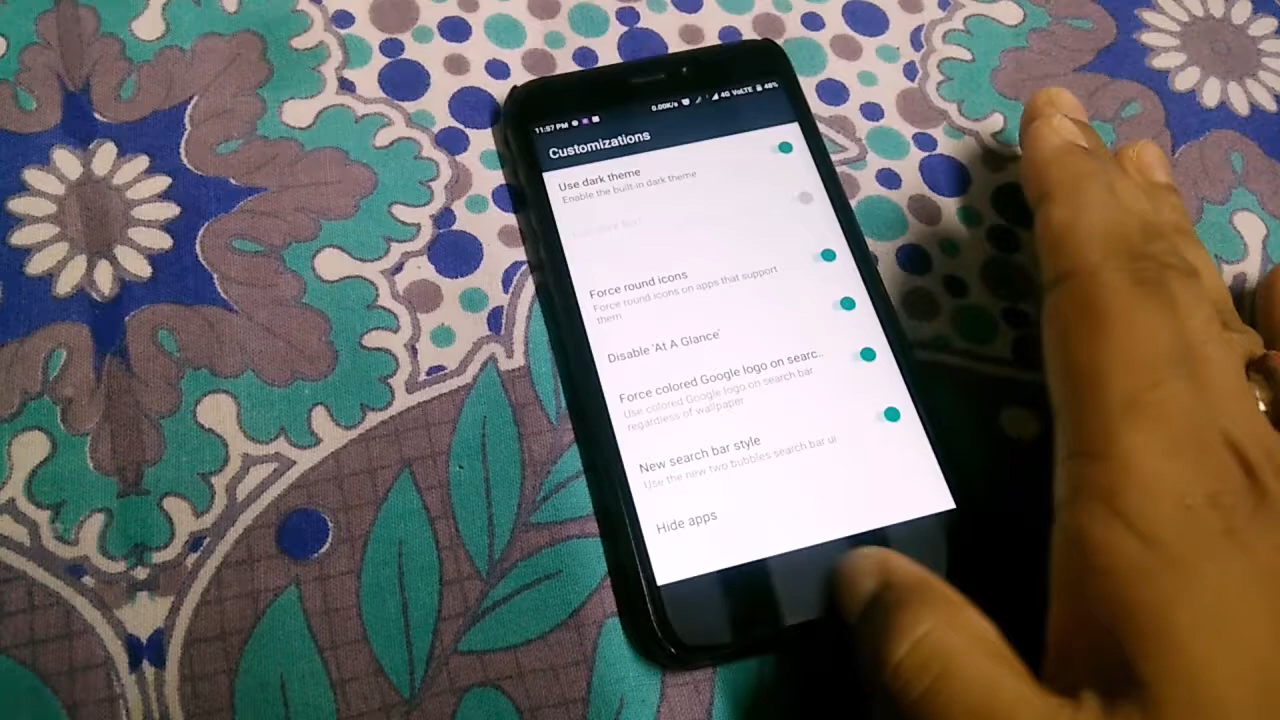 11:57 PM 0.00K/s 4G VoLTE 48%
Customizations
Use dark theme
Enable the built-in dark theme
Force round icons
Force round icons on apps that support
them
Disable 'At A Glance'
Force colored Google logo on searc..
Use colored Google logo on search bar
regardless of wallpaper
New search bar style
Use the new two bubbles search bar ui
Hide apps